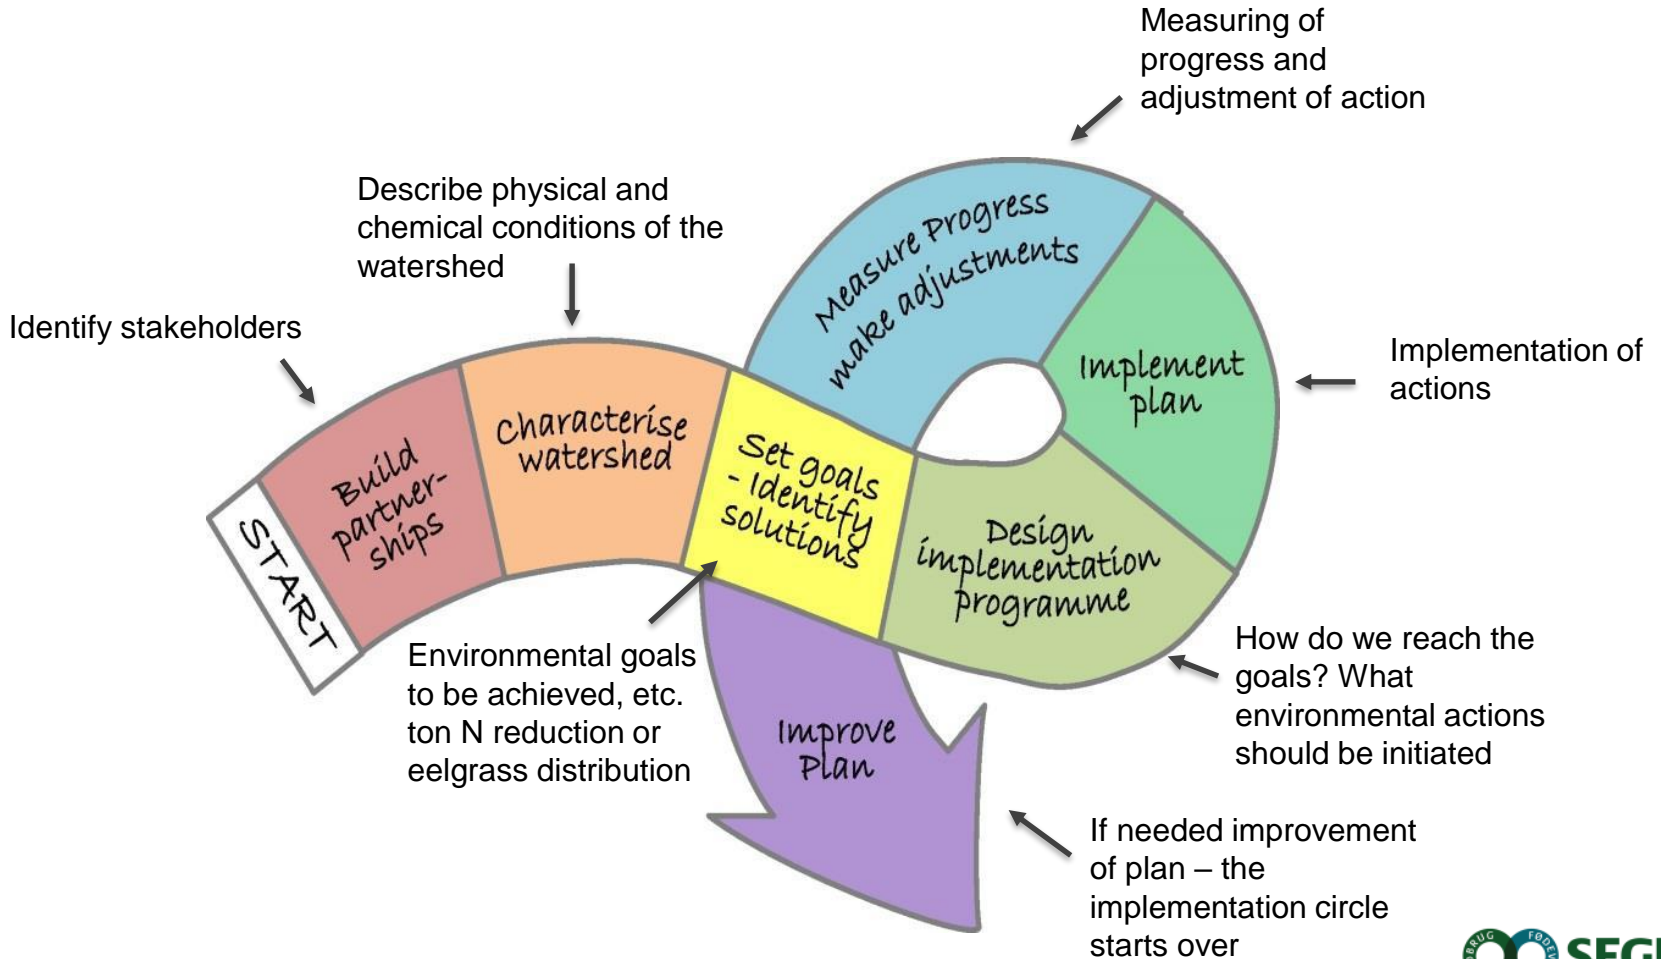 Measuring of
progress and
adjustment of action
Describe physical and
chemical conditions of the
watershed
Identify stakeholders
Implementation of
actions
START
Build
partner-
ships
Characterise
watershed
Set goals
- Identify
solutions
Measure Progress
make adjustments
Implement
plan
Design
implementation
programme
Improve
Plan
Environmental goals
to be achieved, etc.
ton N reduction or
eelgrass distribution
How do we reach the
goals? What
environmental actions
should be initiated
If needed improvement
of plan – the
implementation circle
starts over